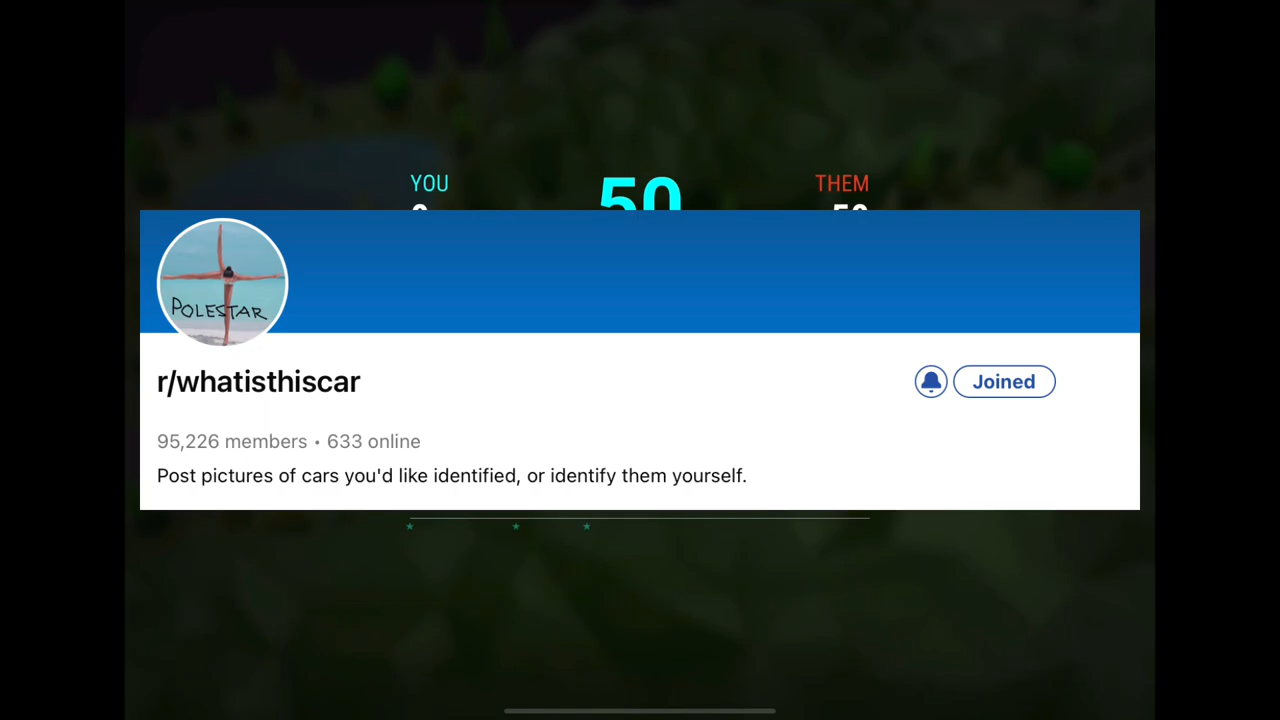 YOU
50
THEM
POLESTAR
r/whatisthiscar
Joined
95,226 members • 633 online
Post pictures of cars you'd like identified, or identify them yourself.